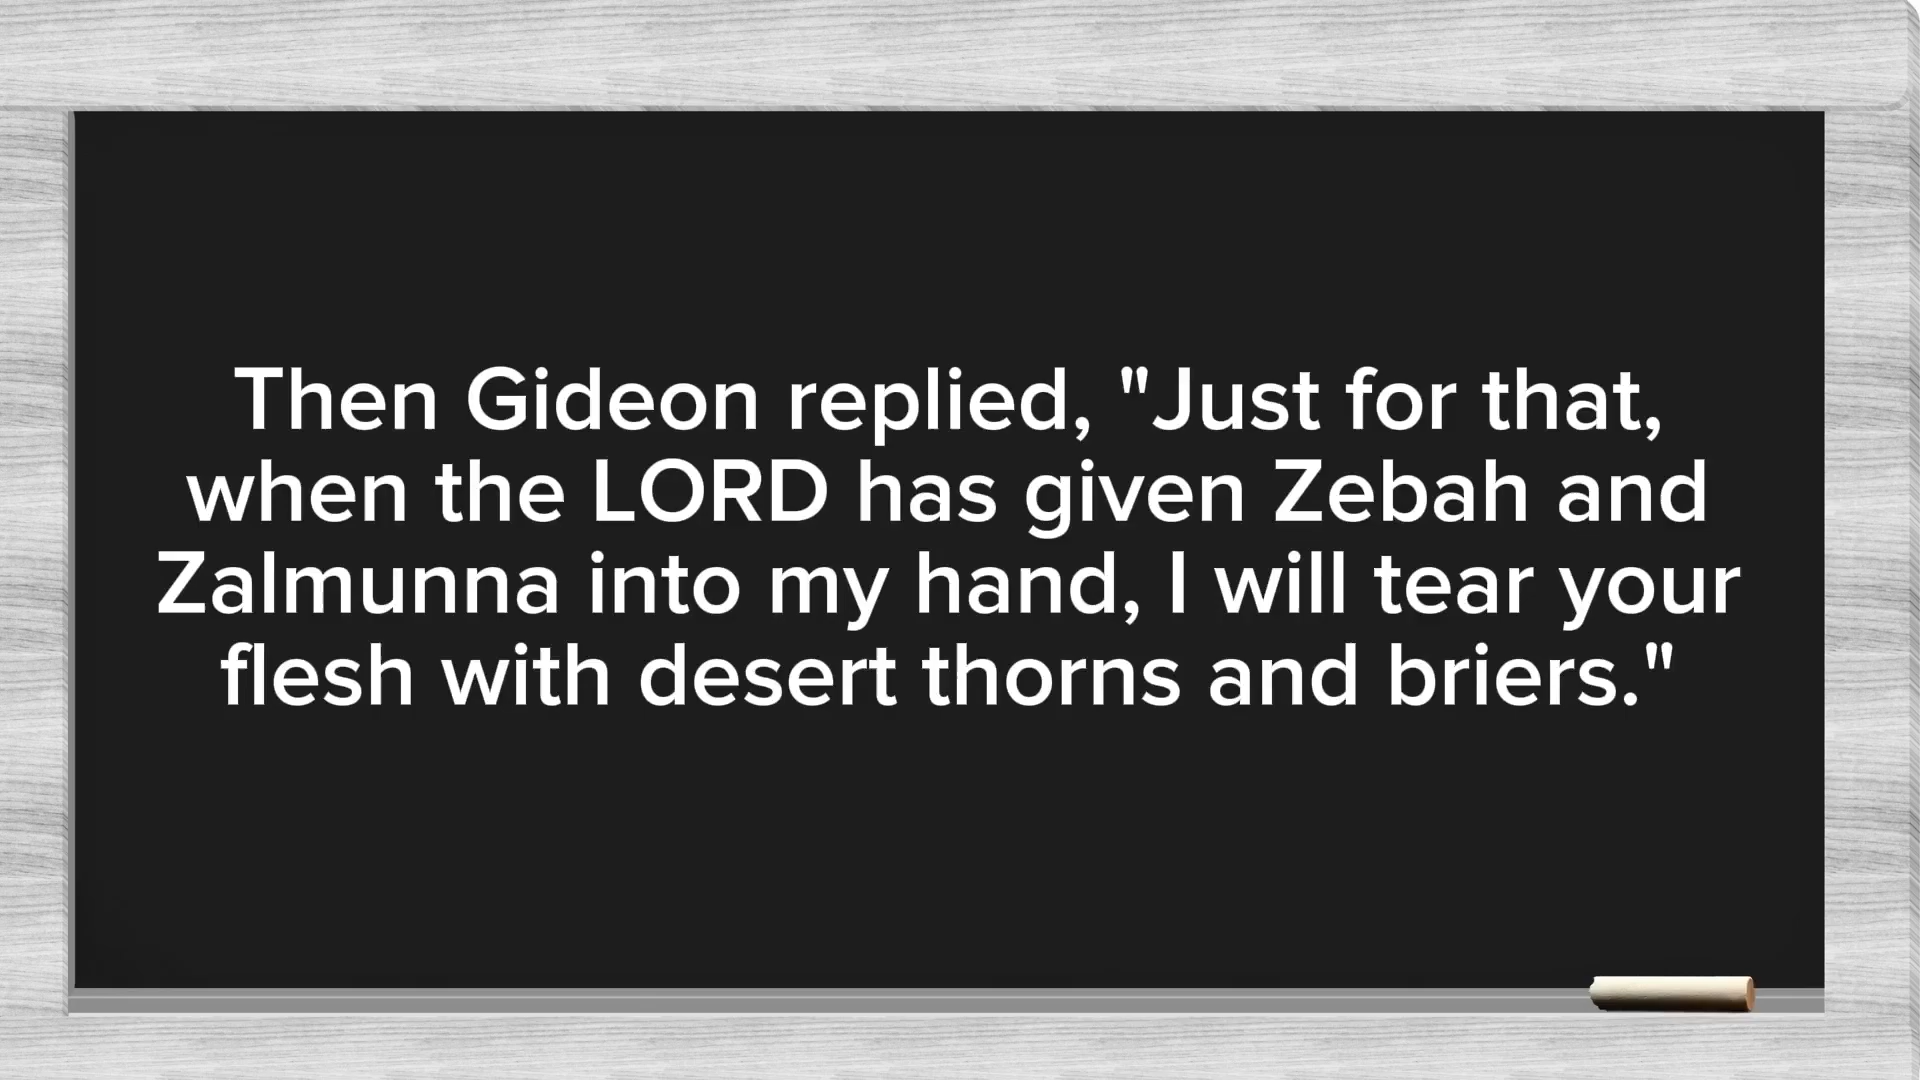 Then Gideon replied, "Just for that,
when the LORD has given Zebah and
Zalmunna into my hand, I will tear your
flesh with desert thorns and briers."